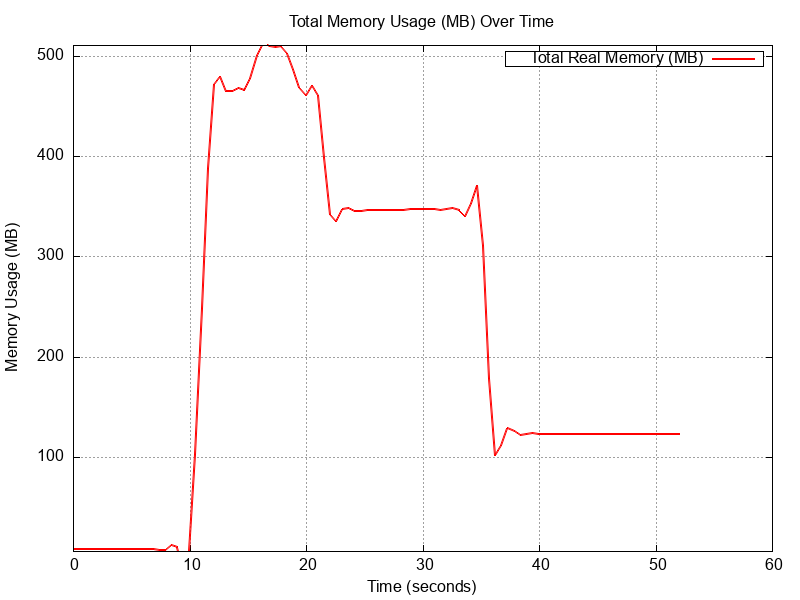 Total Memory Usage (MB) Over Time
Total Real Memory (MB)
500
400
300
200
100
Memory Usage (MB)
0 10 20 30 40 50 60
Time (seconds)